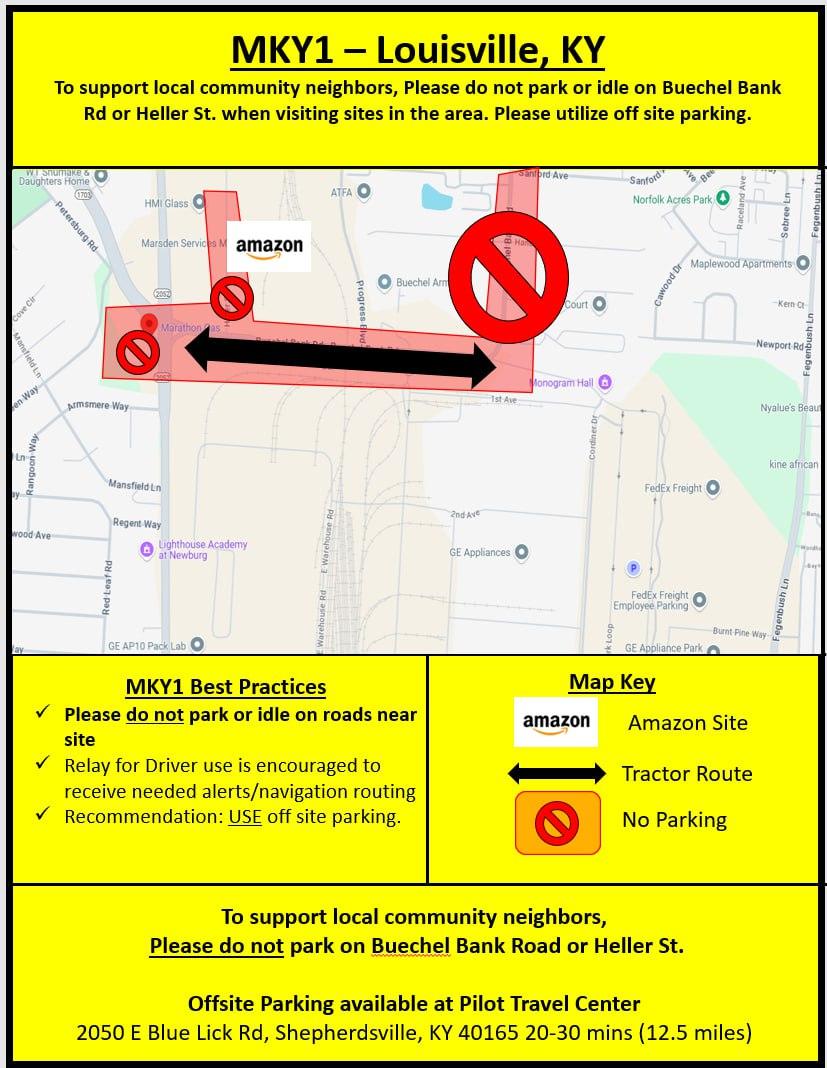 MKY1 – Louisville, KY
To support local community neighbors, Please do not park or idle on Buechel Bank
Rd or Heller St. when visiting sites in the area. Please utilize off site parking.
Daughters Home
1703
Petersburg Rd
HMI Glass
ATFA
Sanford Ave
Sanford
Norfolk Acres Park
Raceland Ave
Sebree Ln
Fegenbush Ln
Marsden Services
amazon
Maplewood Apartments
2052
Buechel Arm
Court
Cawood Dr
Kern Ct
Cove Cir
Progress Blvd
Marathon Gas
Newport Rd
Fegenbush Ln
Mansfield Ln
Monogram Hall
1st Ave
Armsmere Way
Nyalue's Beaut
Cordiner Dr
Rangoon Way
Ln
kine african
Mansfield Ln
FedEx Freight
Regent Way
2nd Ave
wood Ave
Lighthouse Academy
at Newburg
E Warehouse Rd
GE Appliances
P
Red Leaf Rd
FedEx Freight
Employee Parking
Fegenbush Ln
E Warehouse Rd
Burnt Pine Way
GE AP10 Pack Lab
rk Loop
GE Appliance Park
MKY1 Best Practices
✓ Please do not park or idle on roads near
site
✓ Relay for Driver use is encouraged to
receive needed alerts/navigation routing
✓ Recommendation: USE off site parking.
Map Key
amazon Amazon Site
Tractor Route
No Parking
To support local community neighbors,
Please do not park on Buechel Bank Road or Heller St.
Offsite Parking available at Pilot Travel Center
2050 E Blue Lick Rd, Shepherdsville, KY 40165 20-30 mins (12.5 miles)